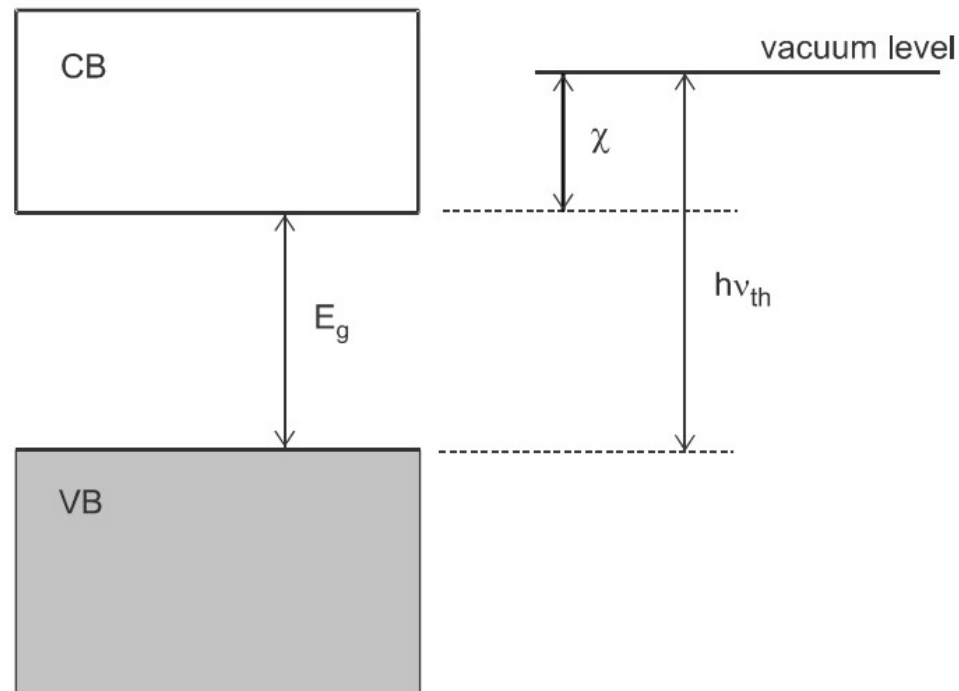 CB
vacuum level
χ
E_g
hν_th
VB